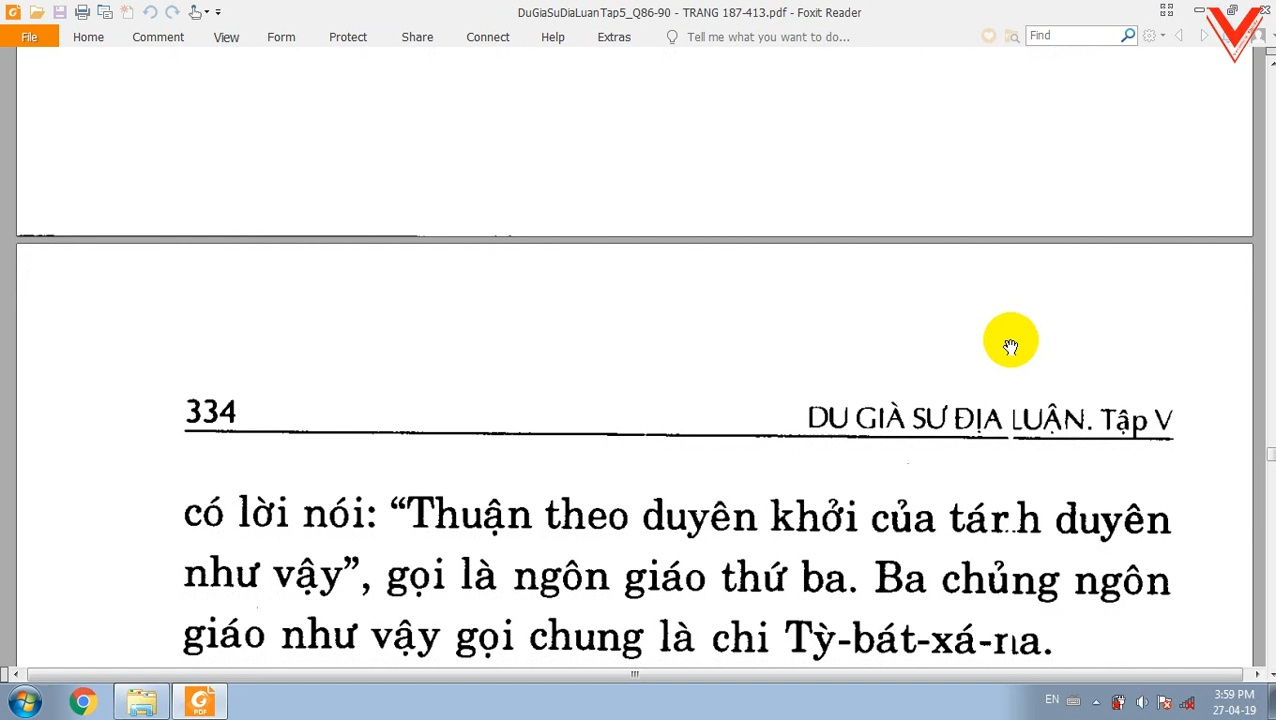 DuGiaSuDiaLuanTap5_Q86-90 - TRANG 187-413.pdf - Foxit Reader
File Home Comment View Form Protect Share Connect Help Extras Tell me what you want to do... Find
334 DU GIÀ SƯ ĐỊA LUẬN. Tập V
có lời nói: “Thuận theo duyên khởi của tánh duyên
như vậy”, gọi là ngôn giáo thứ ba. Ba chủng ngôn
giáo như vậy gọi chung là chi Tỳ-bát-xá-na.
PDF
EN
3:59 PM
27-04-19